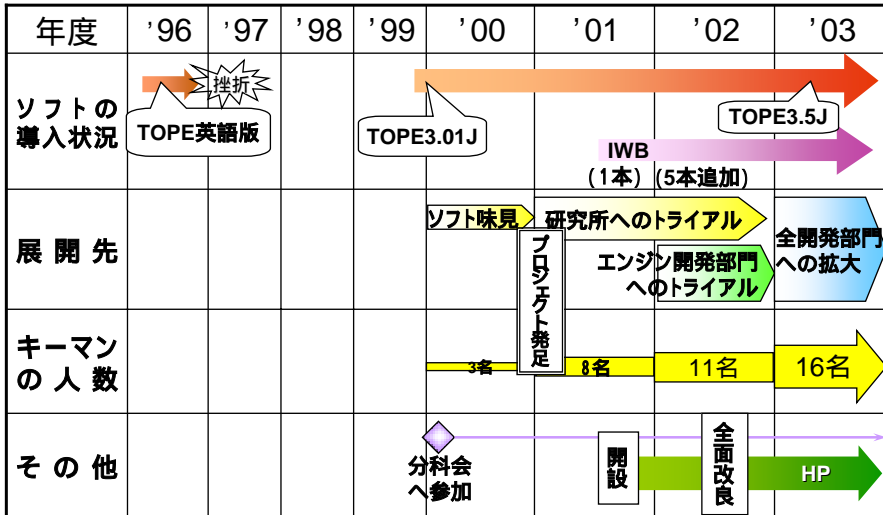 年度 ’96 ’97 ’98 ’99 ’00 ’01 ’02 ’03
ソフトの
導入状況
挫折
TOPE英語版
TOPE3.01J
TOPE3.5J
IWB
(1本) (5本追加)
展開先
ソフト味見
研究所へのトライアル
エンジン開発部門
へのトライアル
全開発部門
への拡大
プロジェクト発足
キーマン
の人数
3名
8名
11名
16名
その他
分科会
へ参加
開設
全面改良
HP